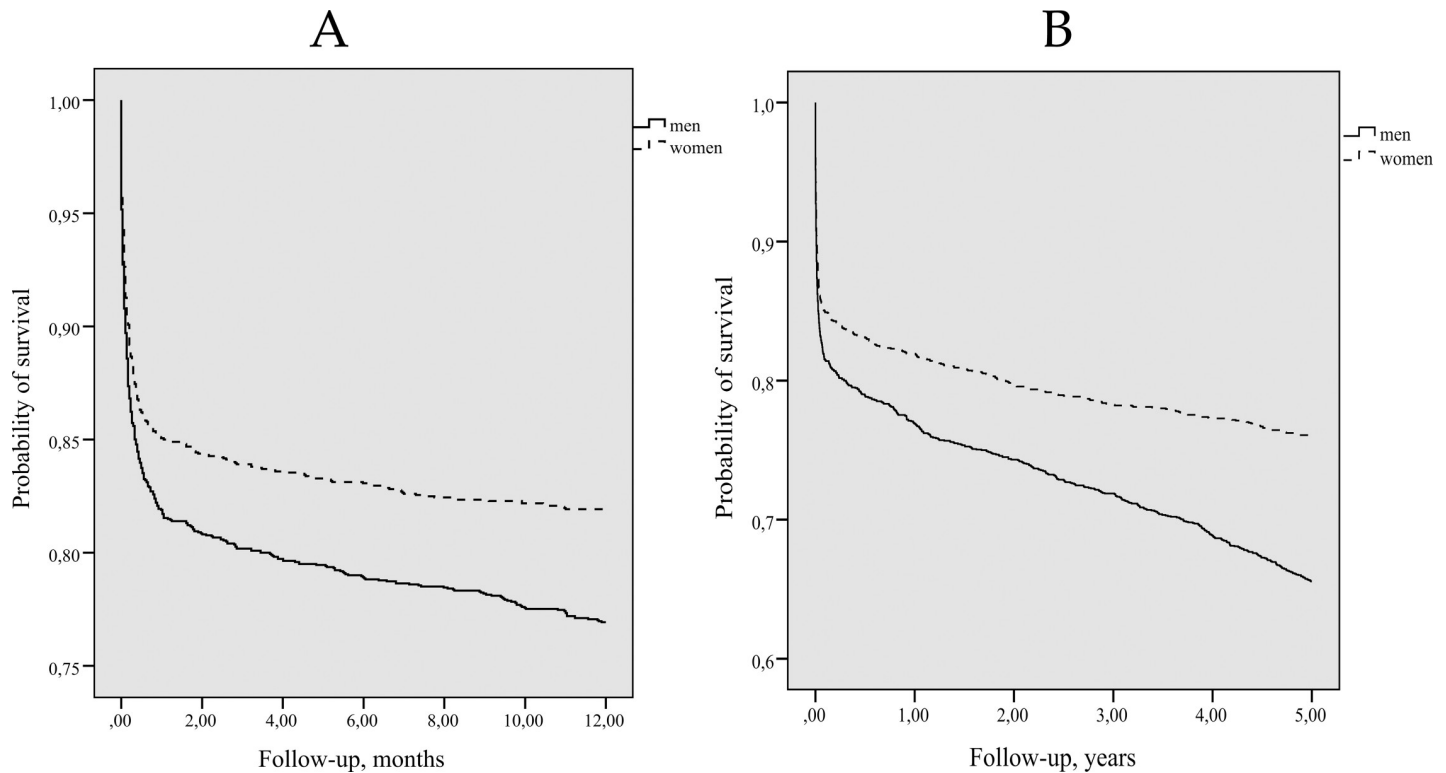 A
1,00
0,95
0,90
0,85
0,80
0,75
Probability of survival
,00 2,00 4,00 6,00 8,00 10,00 12,00
Follow-up, months
men
women
B
1,0
0,9
0,8
0,7
0,6
Probability of survival
,00 1,00 2,00 3,00 4,00 5,00
Follow-up, years
men
women